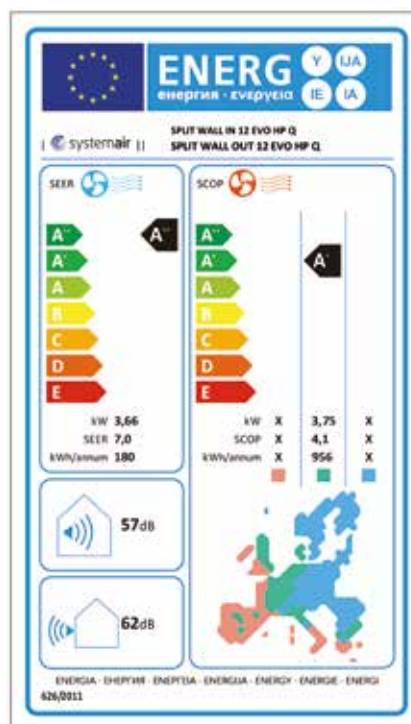 ENERG Y IJA
енергия · ενεργεια IE IA
systemair
SPLIT WALL IN 12 EVO HP Q
SPLIT WALL OUT 12 EVO HP Q
SEER
SCOP
A++ A++ A++
A+ A+ A+
A A
B B
C C
D D
E E
kW 3,66 kW X 3,75 X
SEER 7,0 SCOP X 4,1 X
kWh/annum 180 kWh/annum X 956 X
57dB
62dB
ENERGIA · ЕНЕРГИЯ · ΕΝΕΡΓΕΙΑ · ENERGIJA · ENERGY · ENERGIE · ENERGI
626/2011